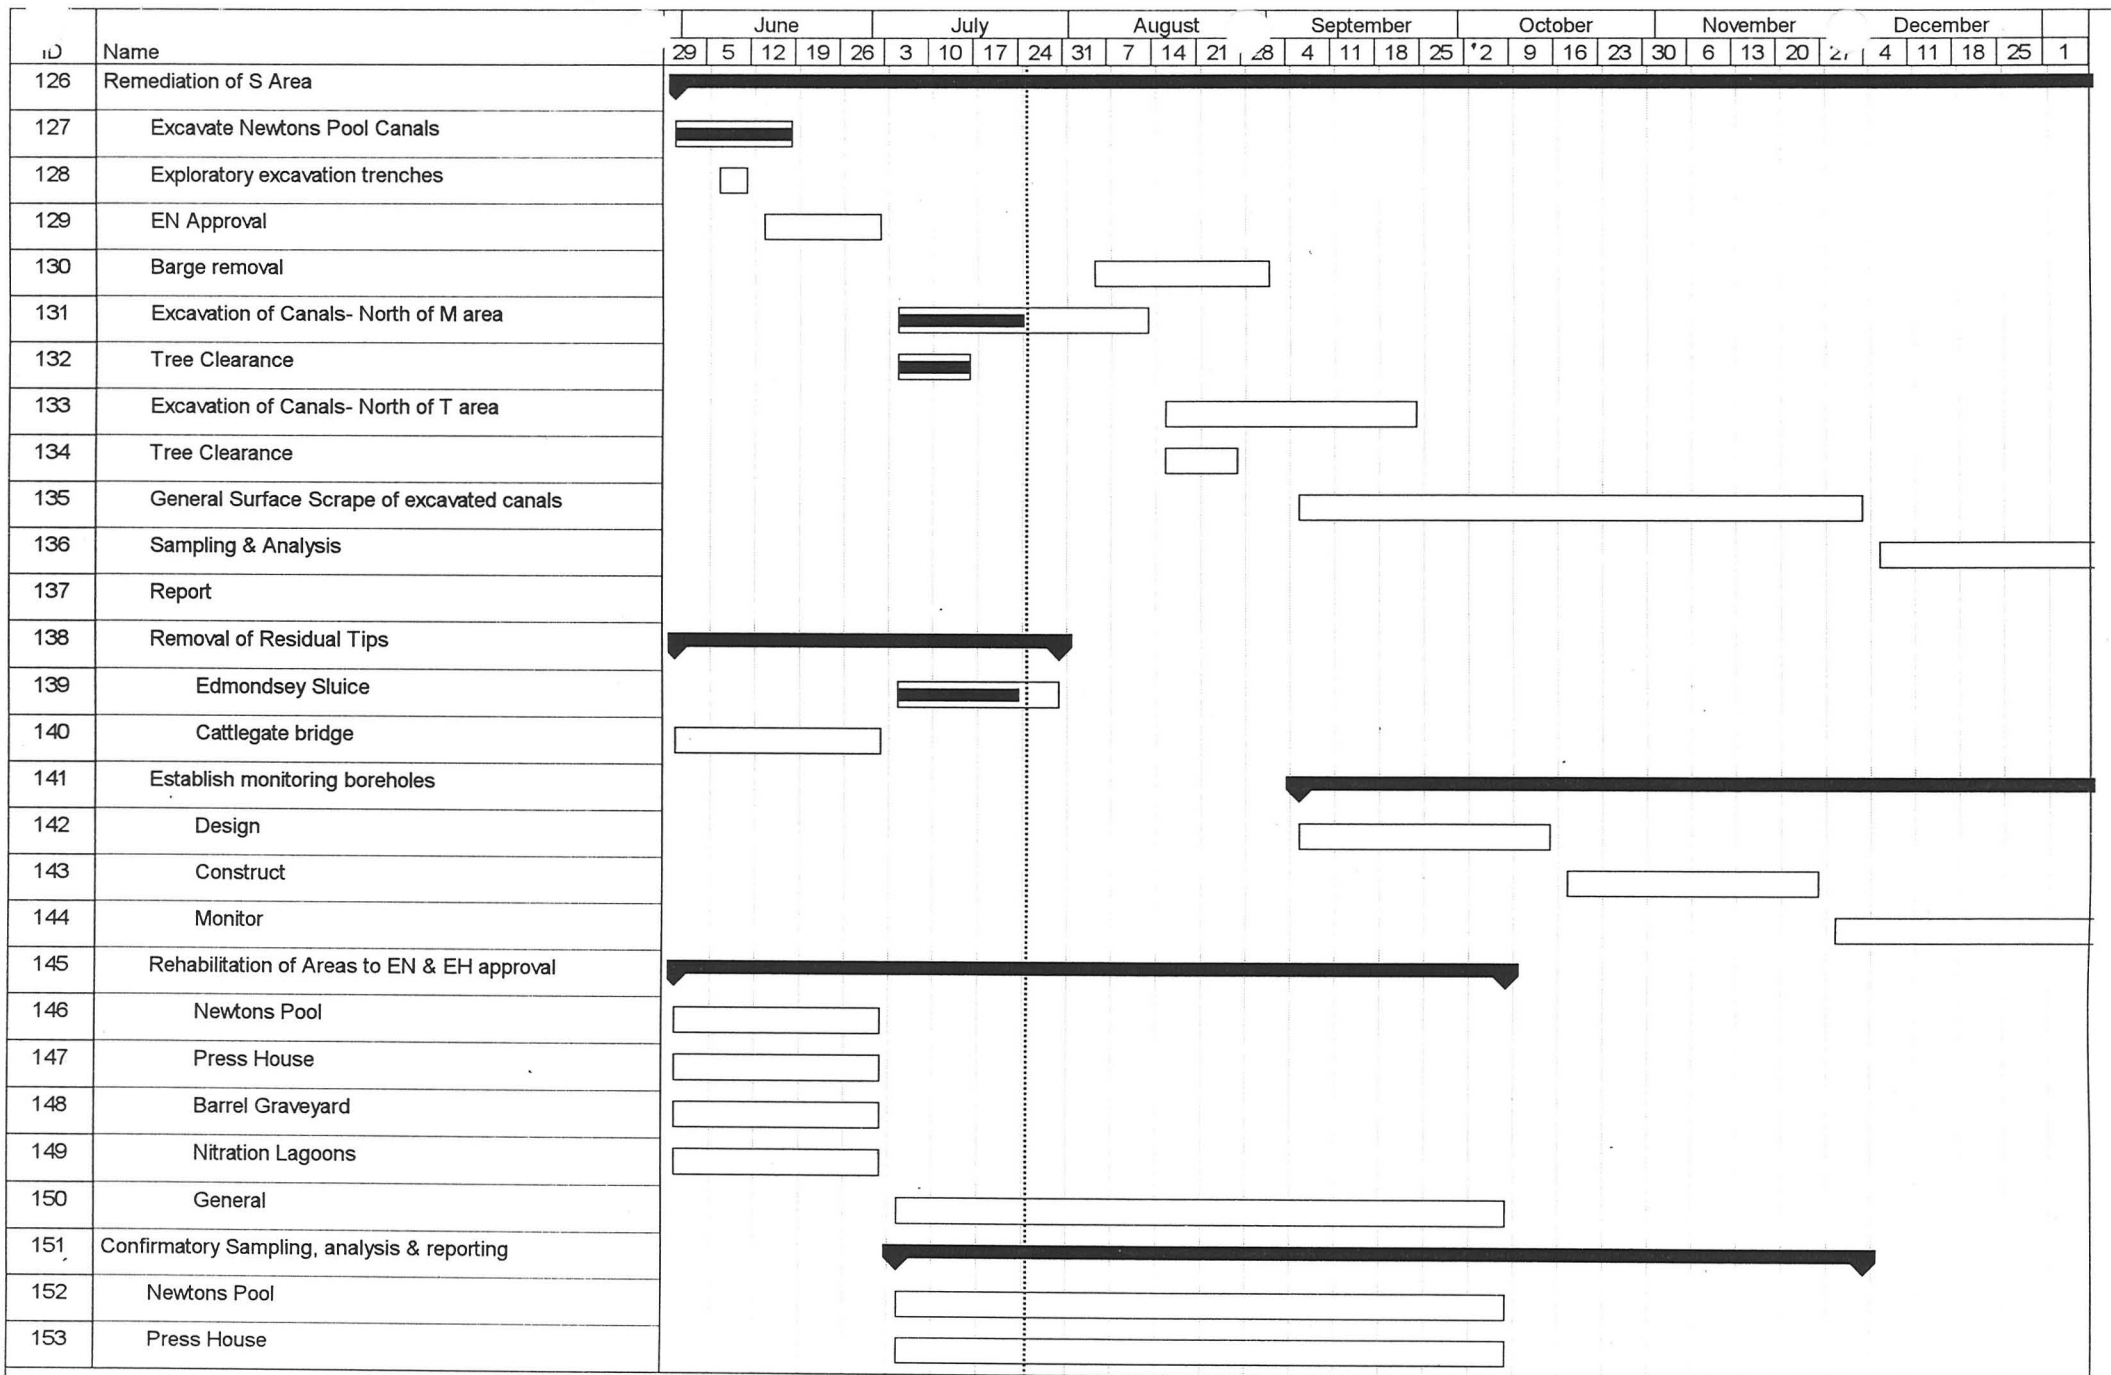 June July August September October November December
ID Name 29 5 12 19 26 3 10 17 24 31 7 14 21 28 4 11 18 25 2 9 16 23 30 6 13 20 27 4 11 18 25 1
126 Remediation of S Area
127 Excavate Newtons Pool Canals
128 Exploratory excavation trenches
129 EN Approval
130 Barge removal
131 Excavation of Canals- North of M area
132 Tree Clearance
133 Excavation of Canals- North of T area
134 Tree Clearance
135 General Surface Scrape of excavated canals
136 Sampling & Analysis
137 Report
138 Removal of Residual Tips
139 Edmondsey Sluice
140 Cattlegate bridge
141 Establish monitoring boreholes
142 Design
143 Construct
144 Monitor
145 Rehabilitation of Areas to EN & EH approval
146 Newtons Pool
147 Press House
148 Barrel Graveyard
149 Nitration Lagoons
150 General
151 Confirmatory Sampling, analysis & reporting
152 Newtons Pool
153 Press House